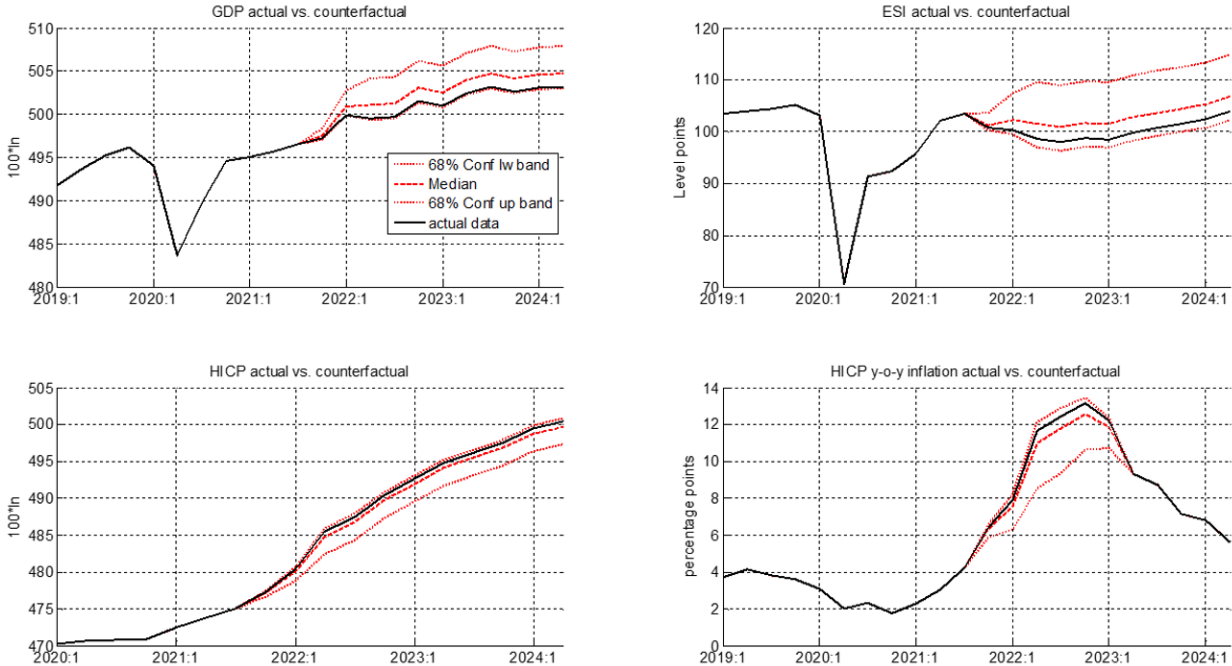 GDP actual vs. counterfactual
510
505
500
495
490
485
480
100*ln
2019:1 2020:1 2021:1 2022:1 2023:1 2024:1
68% Conf lw band
Median
68% Conf up band
actual data
ESI actual vs. counterfactual
120
110
100
90
80
70
Level points
2019:1 2020:1 2021:1 2022:1 2023:1 2024:1
HICP actual vs. counterfactual
505
500
495
490
485
480
475
470
100*ln
2020:1 2021:1 2022:1 2023:1 2024:1
HICP y-o-y inflation actual vs. counterfactual
14
12
10
8
6
4
2
0
percentage points
2019:1 2020:1 2021:1 2022:1 2023:1 2024:1